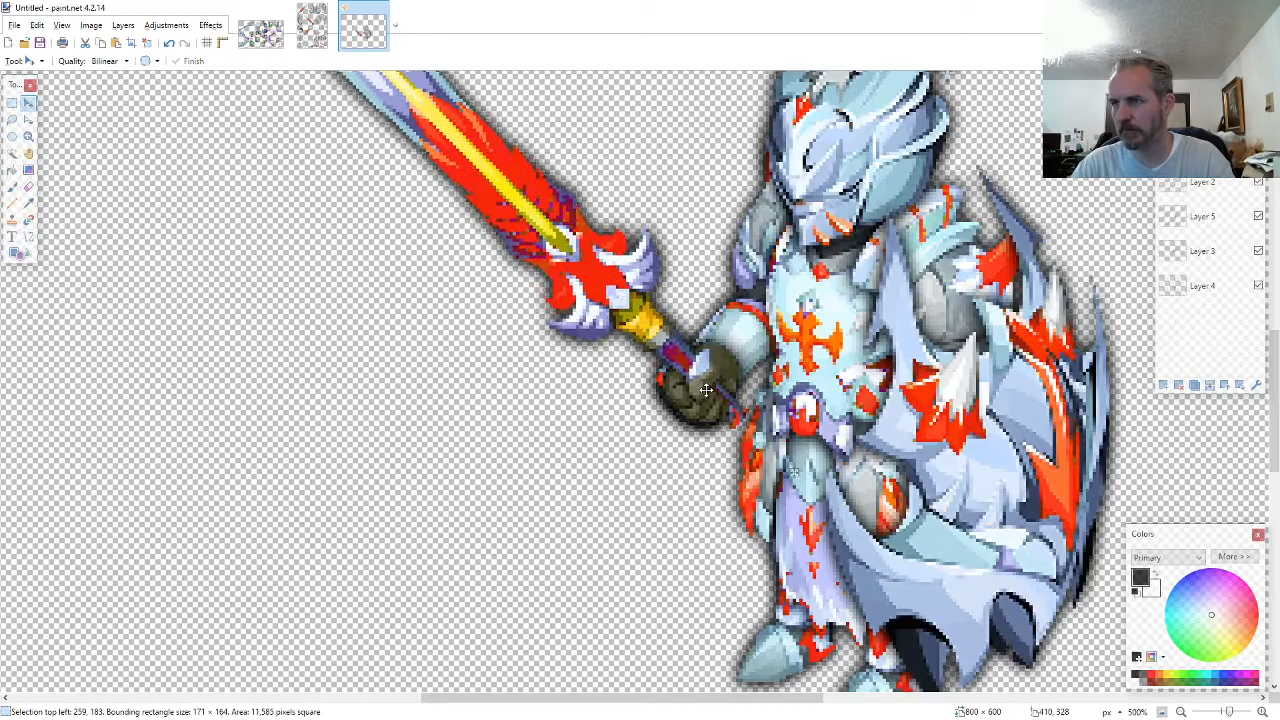 Untitled - paint.net 4.2.14
File Edit View Image Layers Adjustments Effects
Tool: Quality: Bilinear Finish
To...
Layer 2
Layer 5
Layer 3
Layer 4
Colors
Primary More >>
Selection top left: 259, 183. Bounding rectangle size: 171 × 164. Area: 11,585 pixels square 800 × 600 410, 328 px 500%